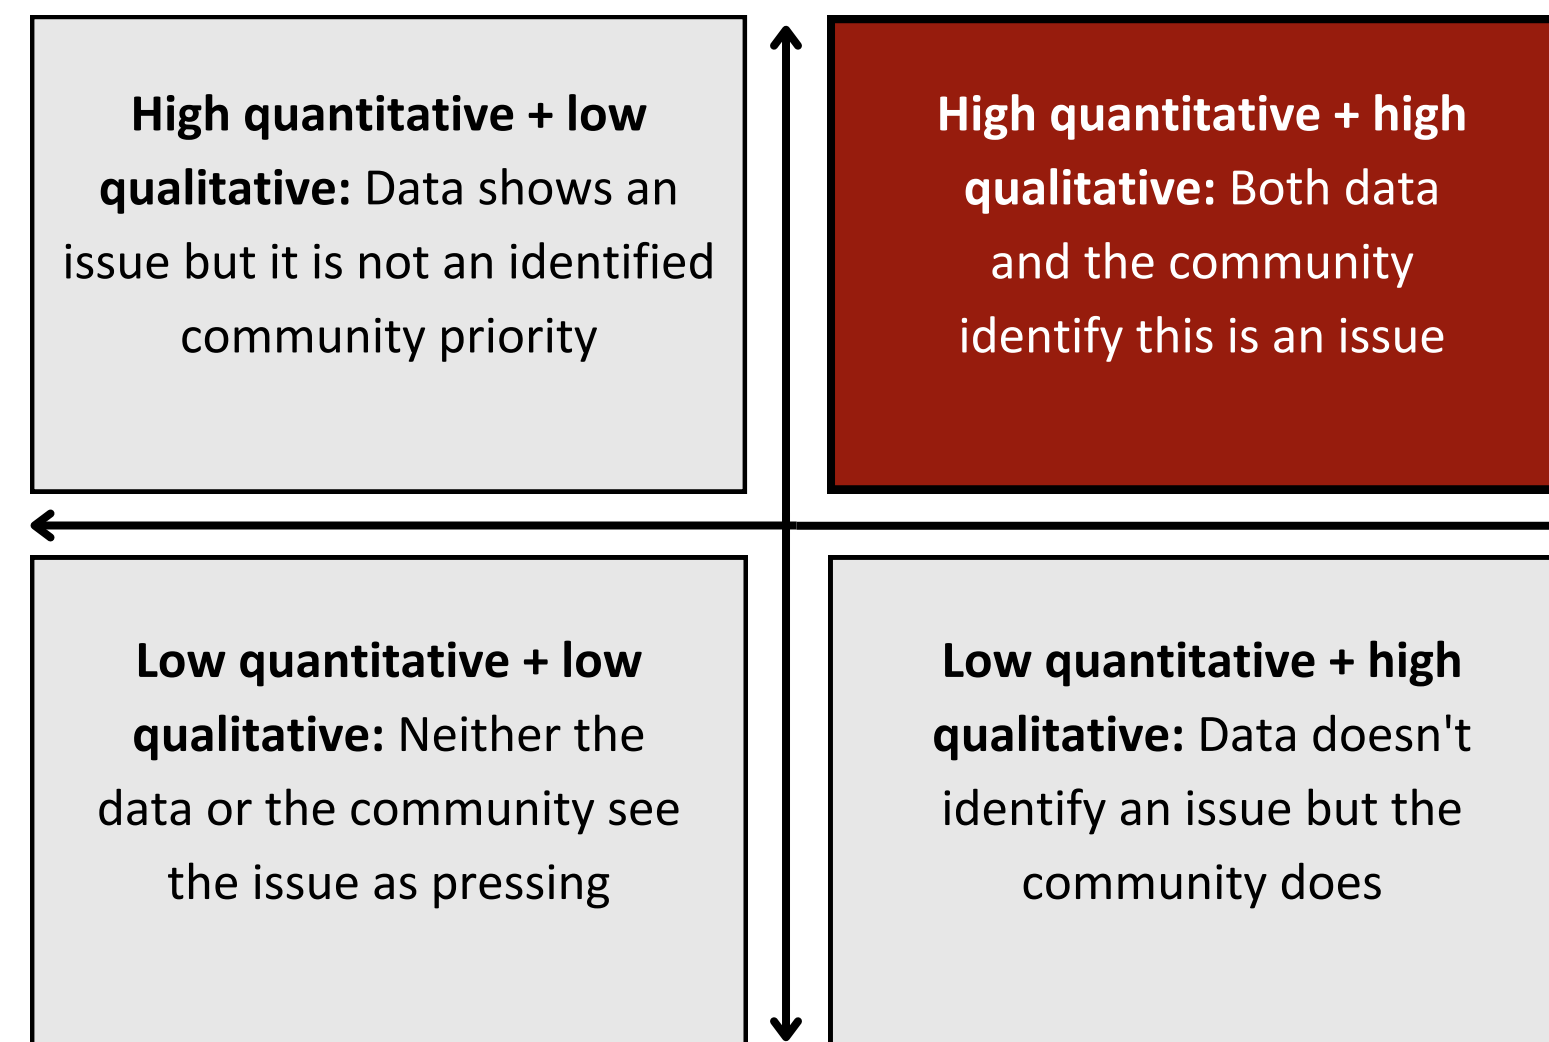 High quantitative + low
qualitative: Data shows an
issue but it is not an identified
community priority
High quantitative + high
qualitative: Both data
and the community
identify this is an issue
Low quantitative + low
qualitative: Neither the
data or the community see
the issue as pressing
Low quantitative + high
qualitative: Data doesn't
identify an issue but the
community does